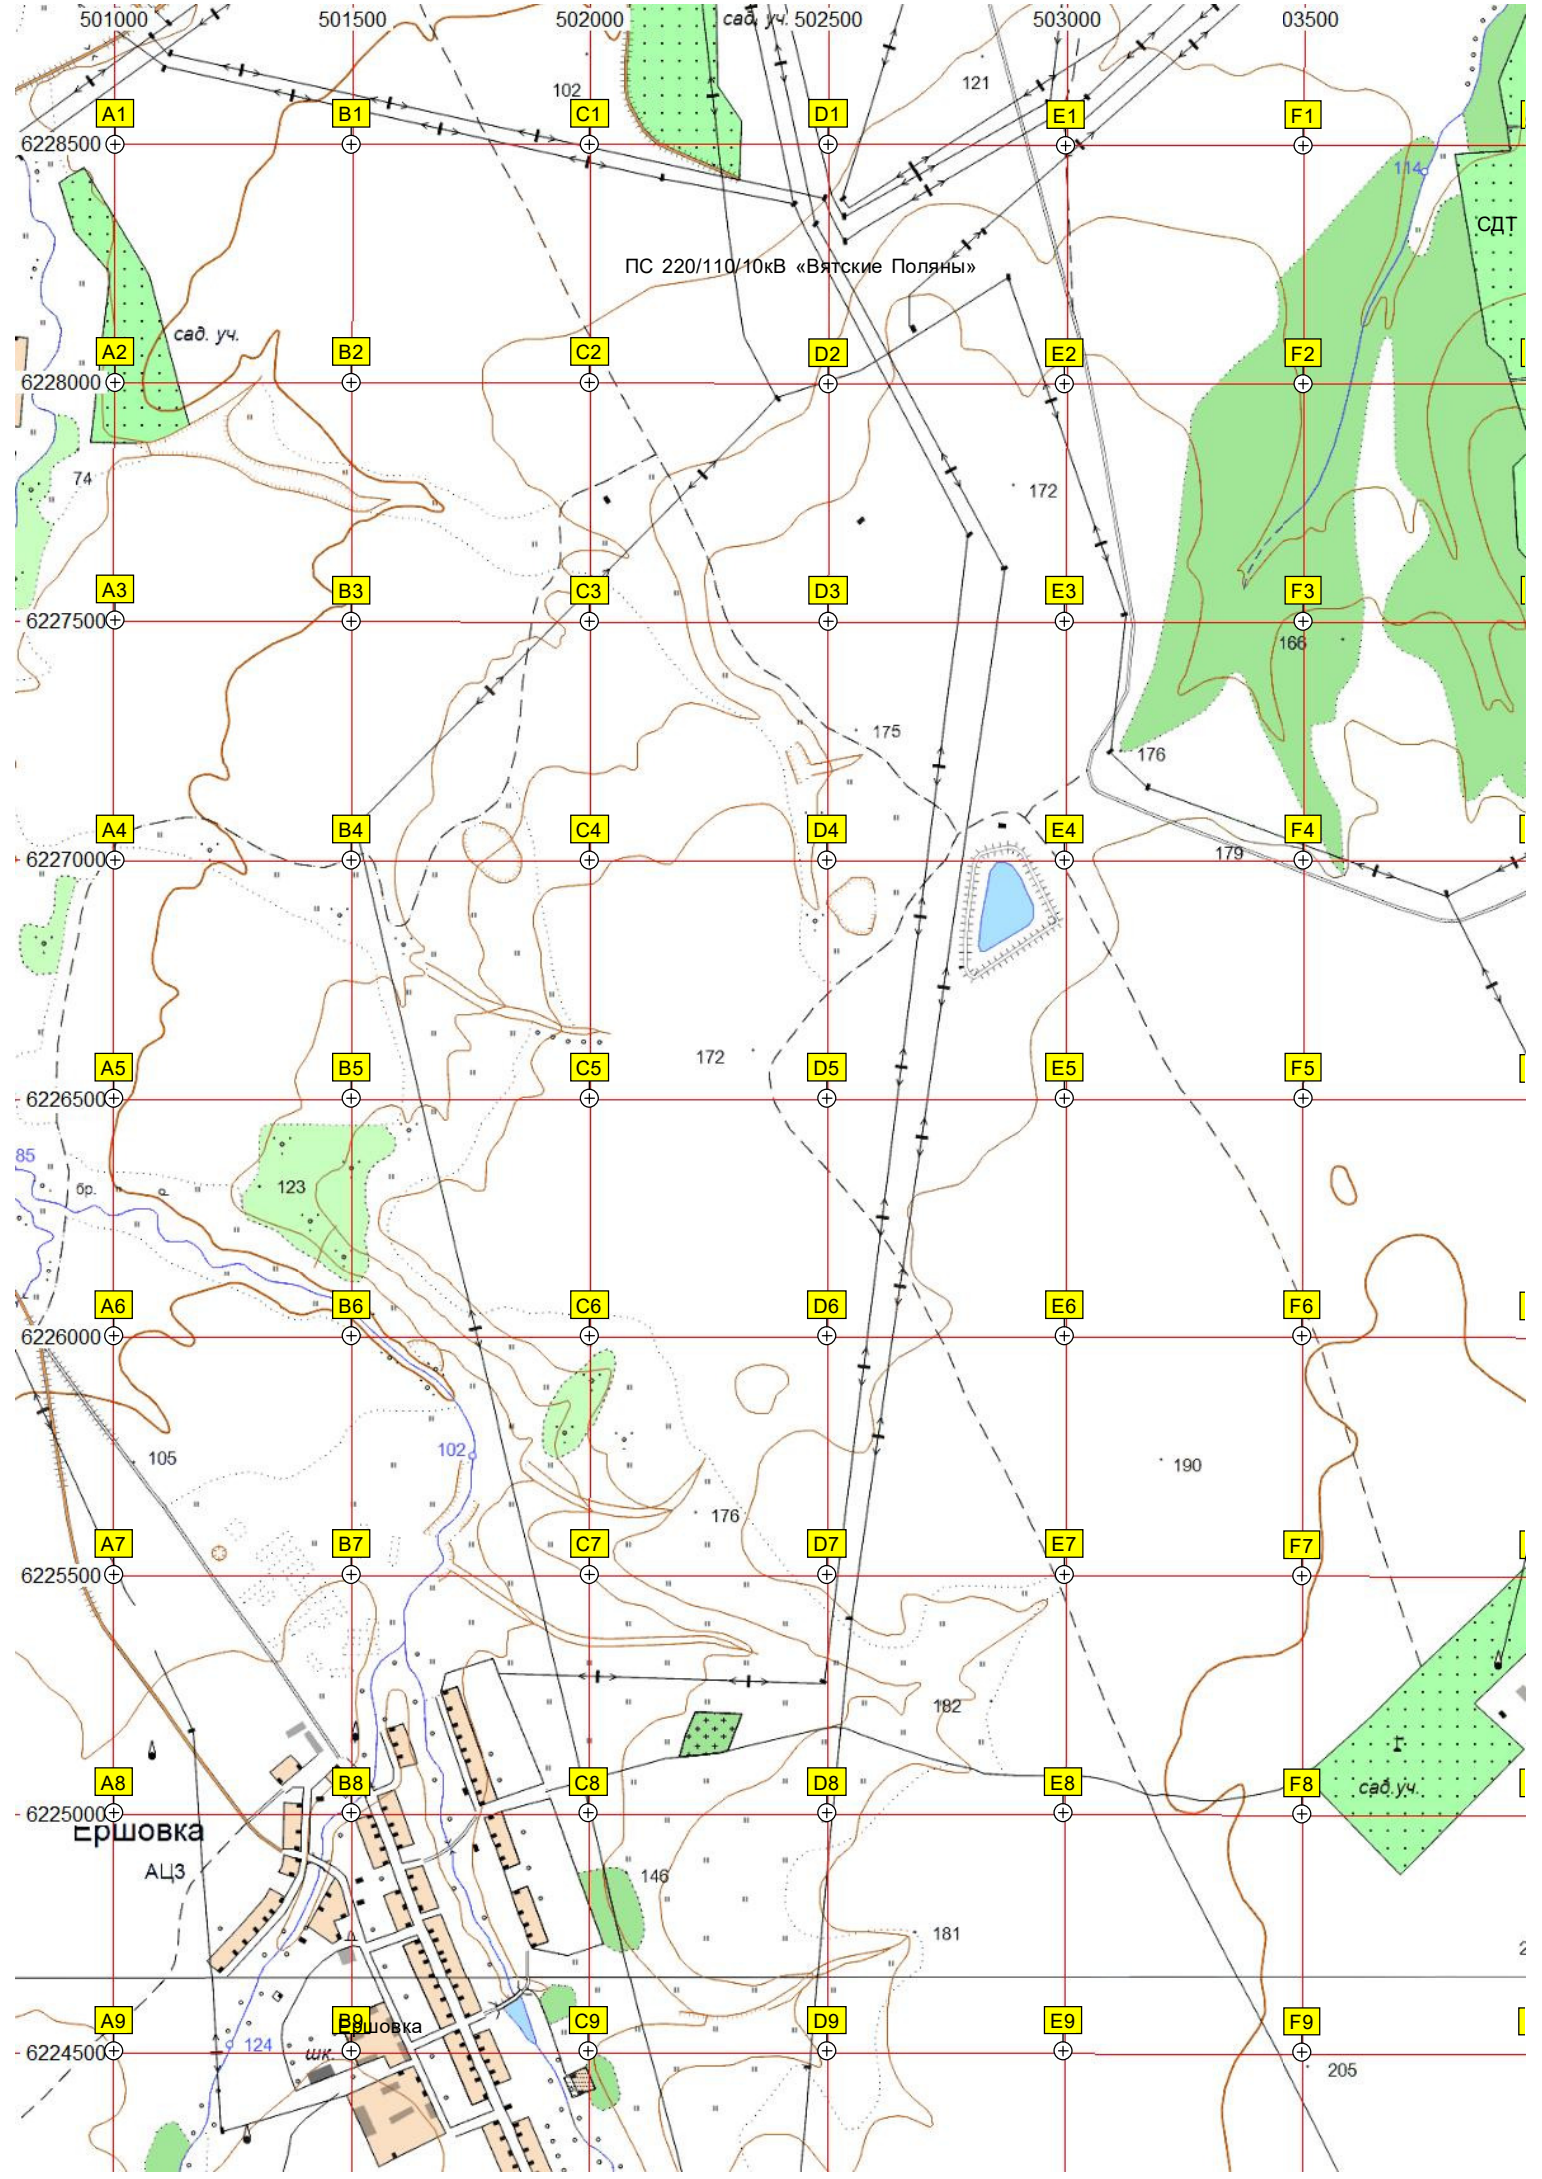 501000 501500 502000 сад. уч. 502500 503000 03500
102 121
A1 B1 C1 D1 E1 F1
6228500
114
СДТ
ПС 220/110/10кВ «Вятские Поляны»
сад. уч.
A2 B2 C2 D2 E2 F2
6228000
74 172
A3 B3 C3 D3 E3 F3
6227500
166
175
176
A4 B4 C4 D4 E4 F4
6227000 179
172
A5 B5 C5 D5 E5 F5
6226500
85
бр. 123
A6 B6 C6 D6 E6 F6
6226000
102
105 190
176
A7 B7 C7 D7 E7 F7
6225500
182
A8 B8 C8 D8 E8 F8
сад.уч.
6225000
Ершовка
АЦЗ 146
181
A9 B9 C9 D9 E9 F9
Ершовка
124 шк.
6224500
205